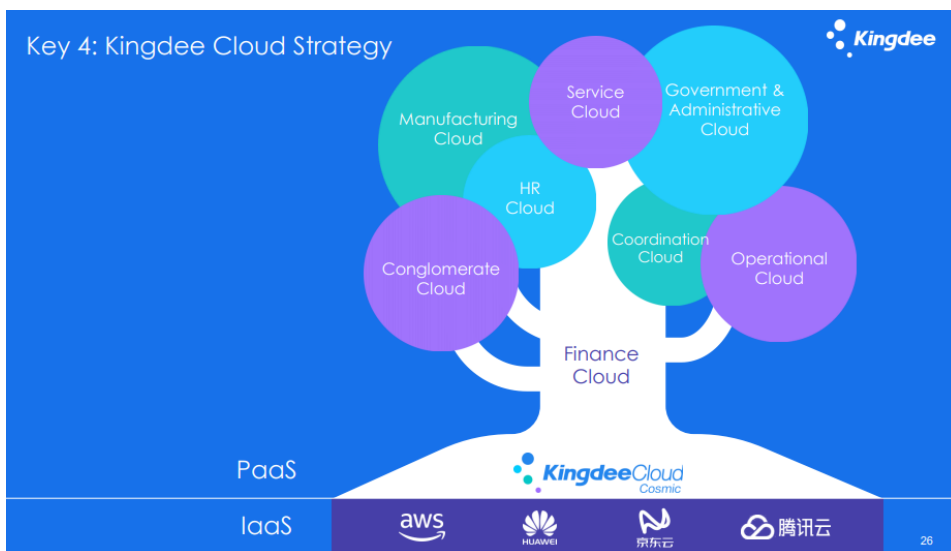 Key 4: Kingdee Cloud Strategy
Kingdee
Service
Cloud
Government &
Administrative
Cloud
Manufacturing
Cloud
HR
Cloud
Coordination
Cloud
Operational
Cloud
Conglomerate
Cloud
Finance
Cloud
PaaS
KingdeeCloud
Cosmic
IaaS
aws
HUAWEI
京东云
腾讯云
26